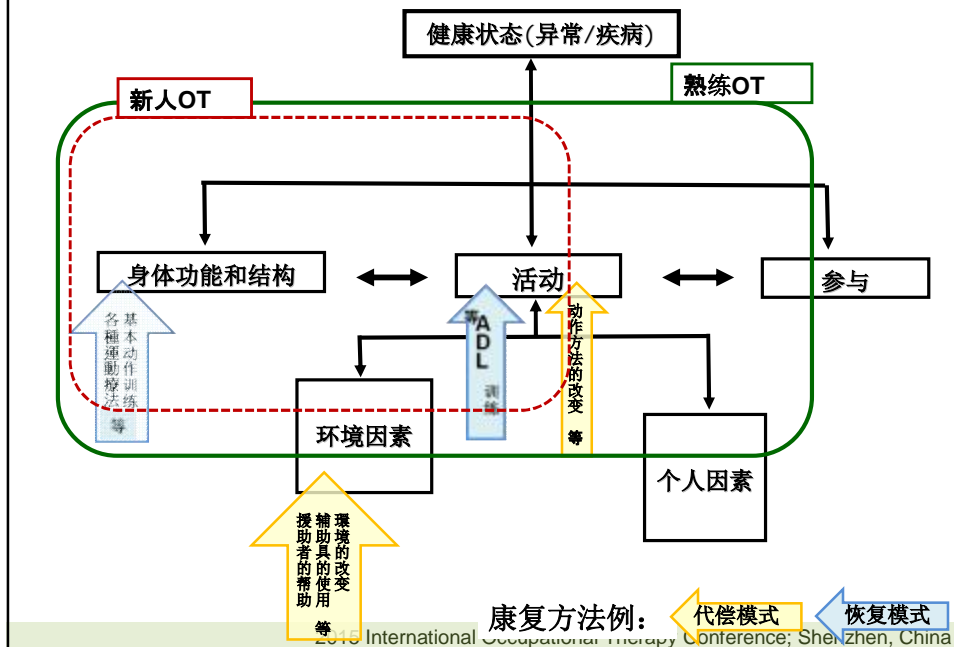 健康状态(异常/疾病)
新人OT
熟练OT
身体功能和结构
活动
参与
基本动作训练
各種運動療法 等
ADL
等
训练
动作方法的改变 等
环境因素
个人因素
環境的改变
辅助具的使用
援助者的帮助 等
康复方法例：
代偿模式
恢复模式
2015 International Occupational Therapy Conference; Shenzhen, China